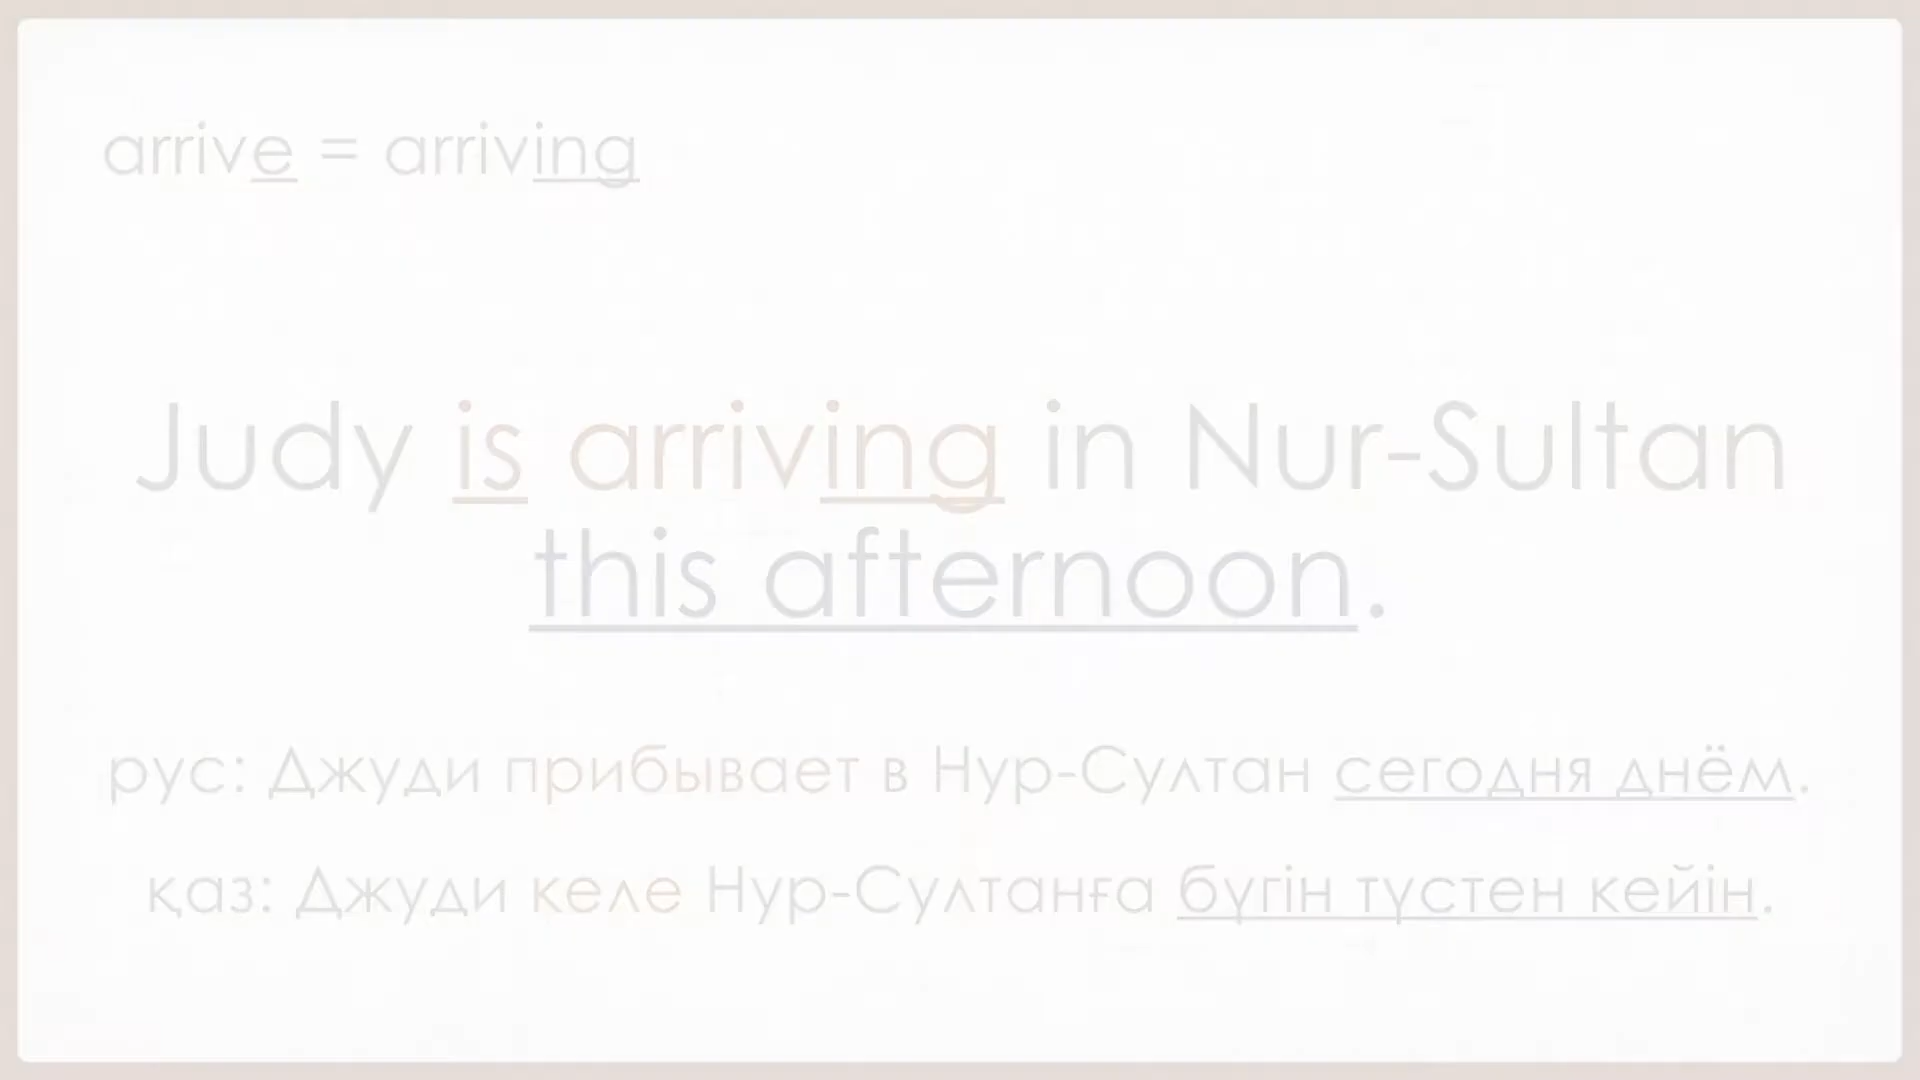 arrive = arriving
Judy is arriving in Nur-Sultan
this afternoon.
рус: Джуди прибывает в Нур-Султан сегодня днём.
қаз: Джуди келе Нур-Султанға бүгін түстен кейін.